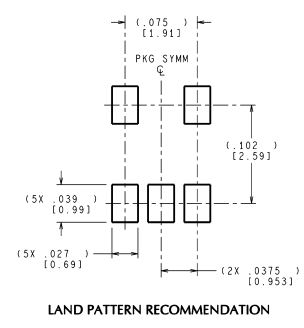 (.075 )
[1.91]
PKG SYMM
℄
(.102 )
[2.59]
(5X .039 )
[0.99]
(5X .027 )
[0.69]
(2X .0375 )
[0.953]
LAND PATTERN RECOMMENDATION